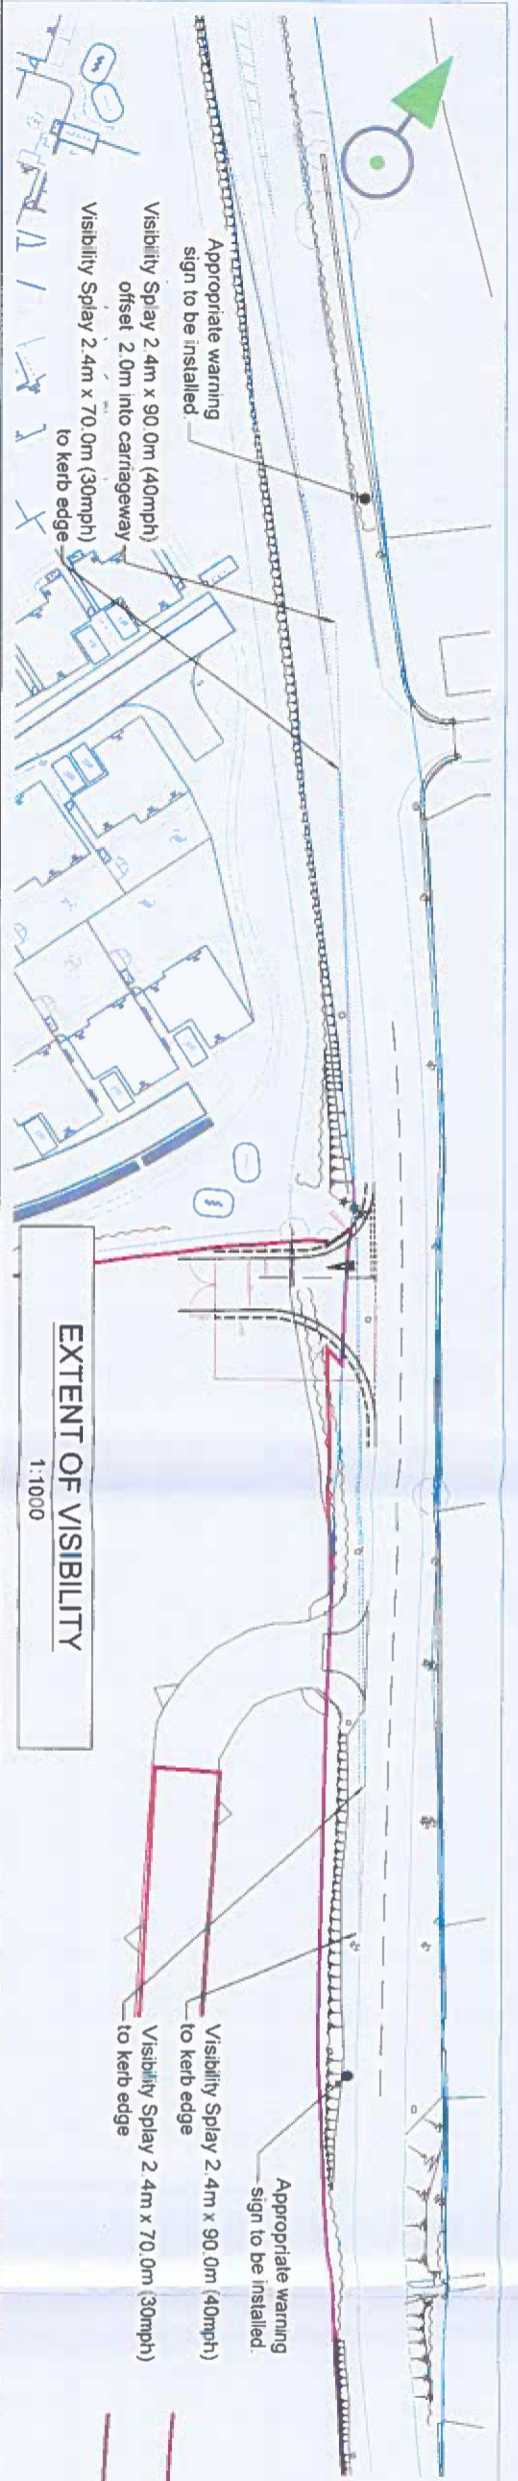 Appropriate warning
sign to be installed.
Visibility Splay 2.4m x 90.0m (40mph)
offset 2.0m into carriageway
Visibility Splay 2.4m x 70.0m (30mph)
to kerb edge
EXTENT OF VISIBILITY
1:1000
Appropriate warning
sign to be installed.
Visibility Splay 2.4m x 90.0m (40mph)
to kerb edge
Visibility Splay 2.4m x 70.0m (30mph)
to kerb edge